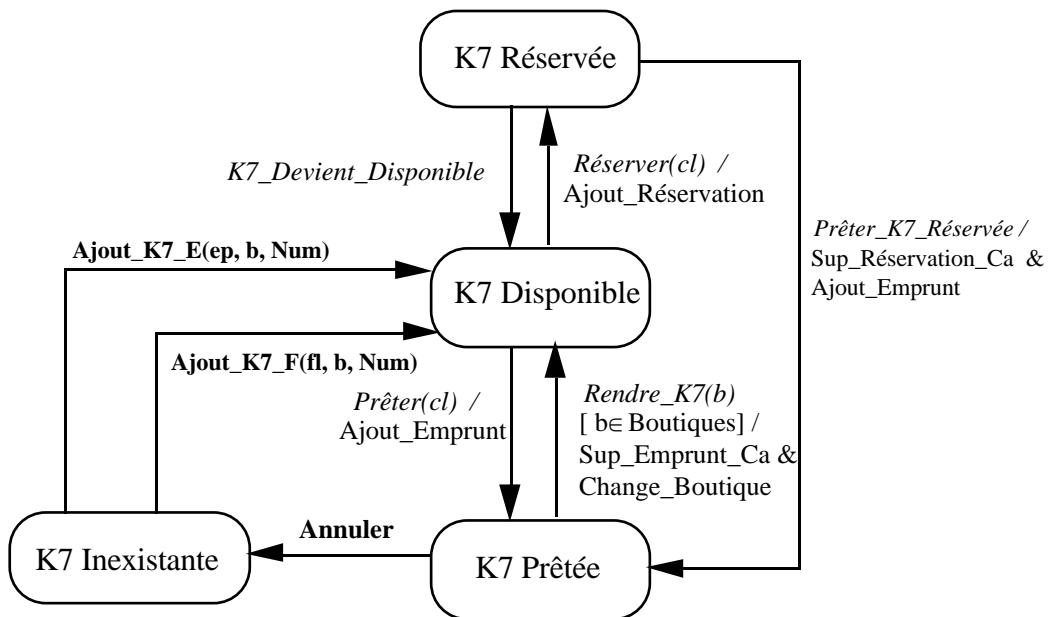 K7 Réservée
K7_Devient_Disponible
Réserver(cl) /
Ajout_Réservation
Prêter_K7_Réservée /
Sup_Réservation_Ca &
Ajout_Emprunt
Ajout_K7_E(ep, b, Num)
K7 Disponible
Ajout_K7_F(fl, b, Num)
Prêter(cl) /
Ajout_Emprunt
Rendre_K7(b)
[ b∈ Boutiques] /
Sup_Emprunt_Ca &
Change_Boutique
Annuler
K7 Inexistante
K7 Prêtée